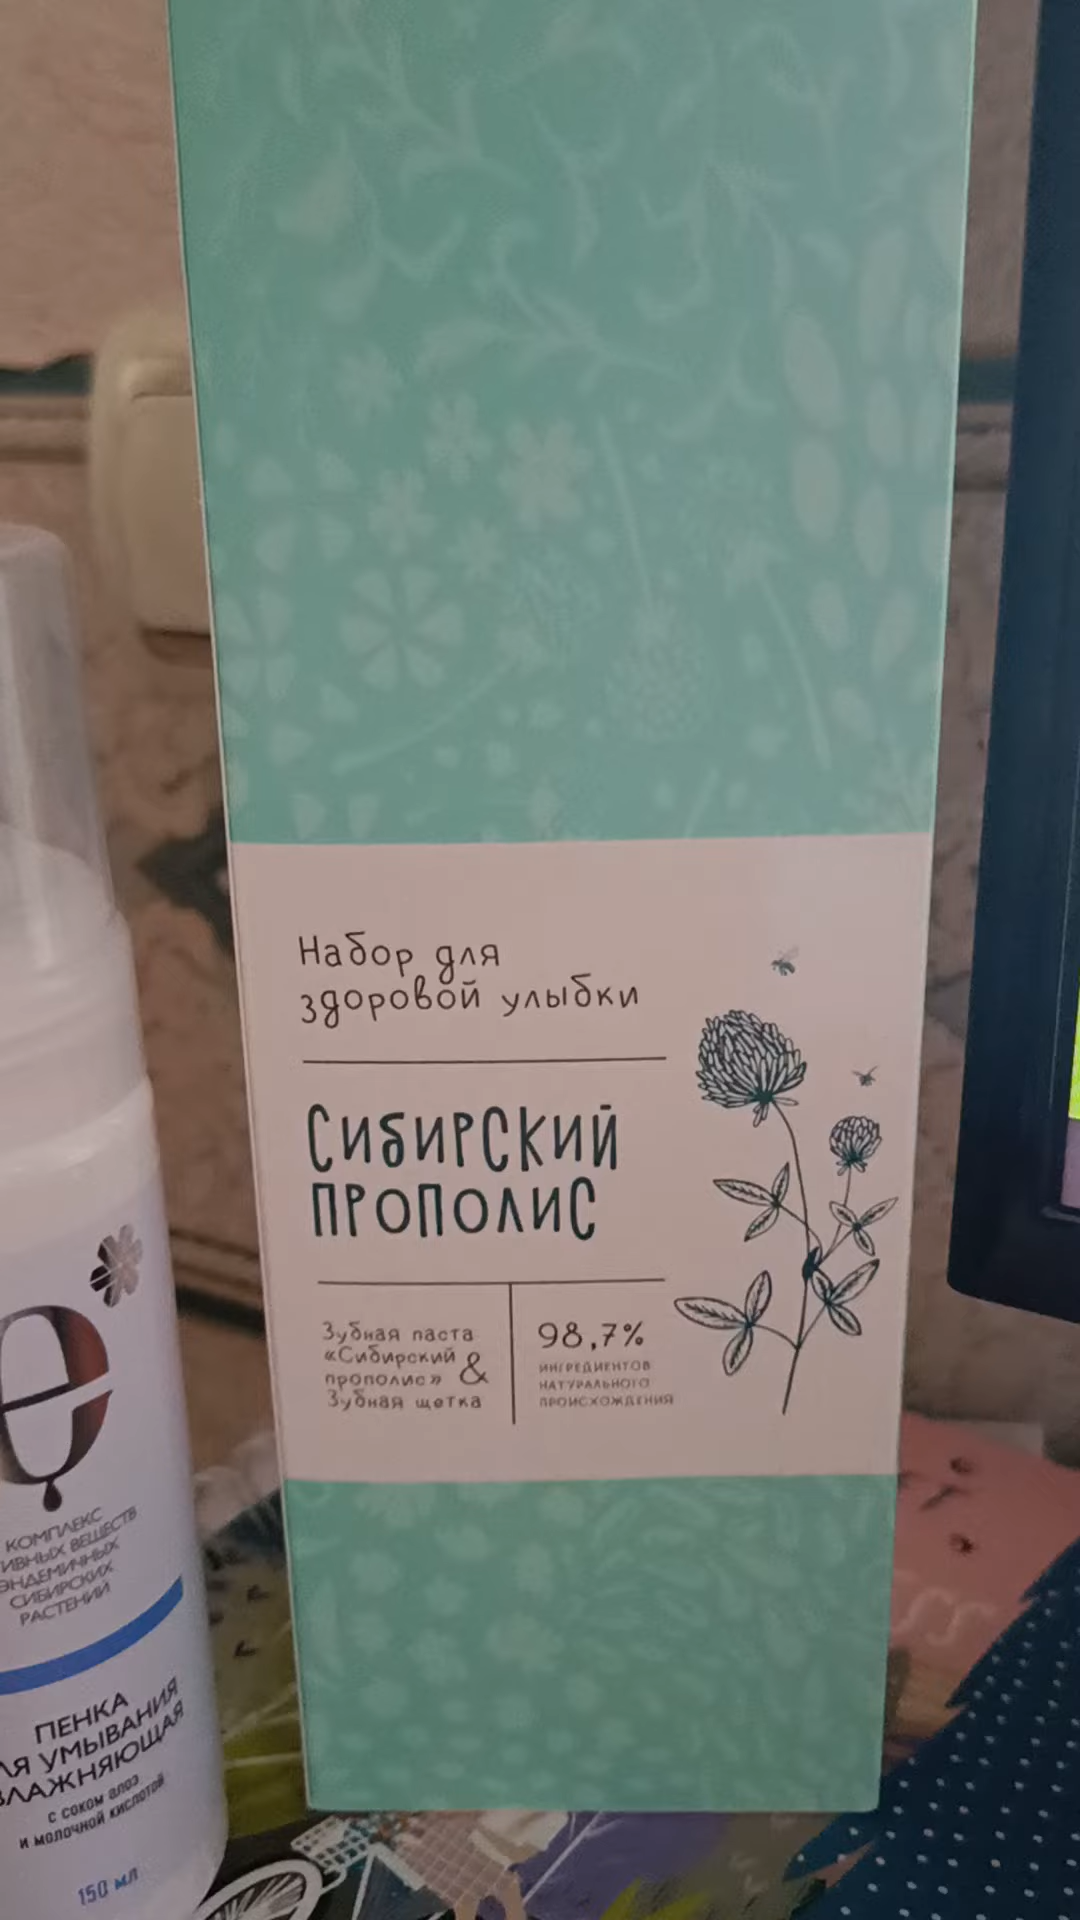 Набор для
здоровой улыбки
Сибирский
прополис
Зубная паста
«Сибирский &
прополис»
Зубная щетка
98,7%
ингредиентов
натурального
происхождения
е
КОМПЛЕКС
ВЕЩЕСТВ
ЭНДЕМИЧНЫХ
СИБИРСКИХ
РАСТЕНИЙ
ПЕНКА
УМЫВАНИЯ
с соком алоэ
и молочной кислотой
150 мл